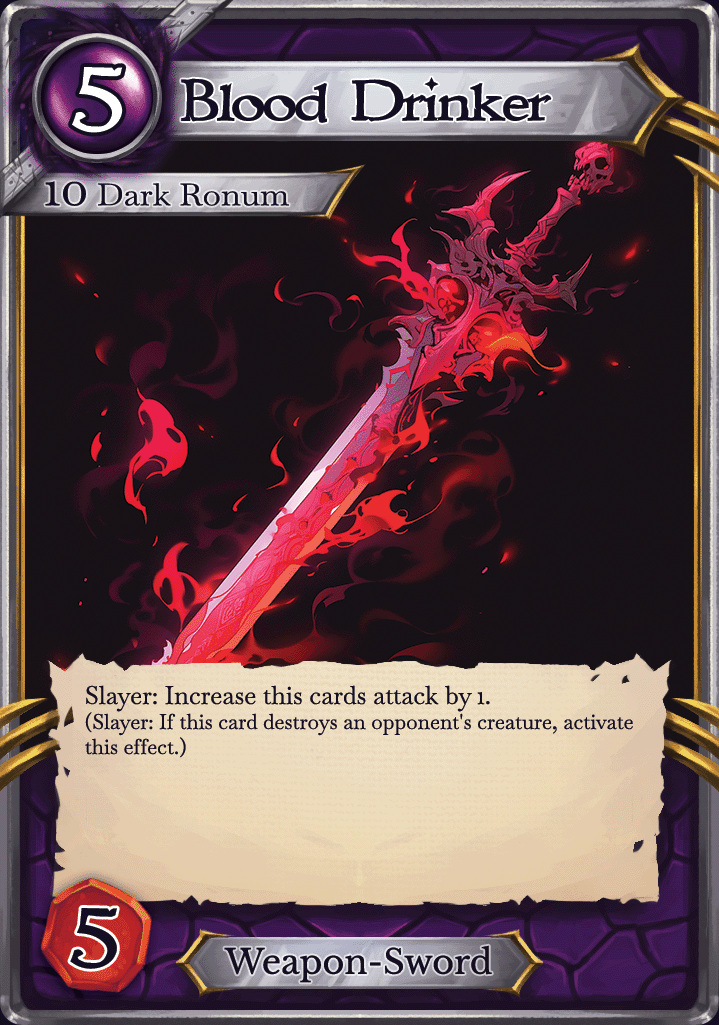 5
Blood Drinker
10 Dark Ronum
Slayer: Increase this cards attack by 1.
(Slayer: If this card destroys an opponent's creature, activate
this effect.)
5
Weapon-Sword